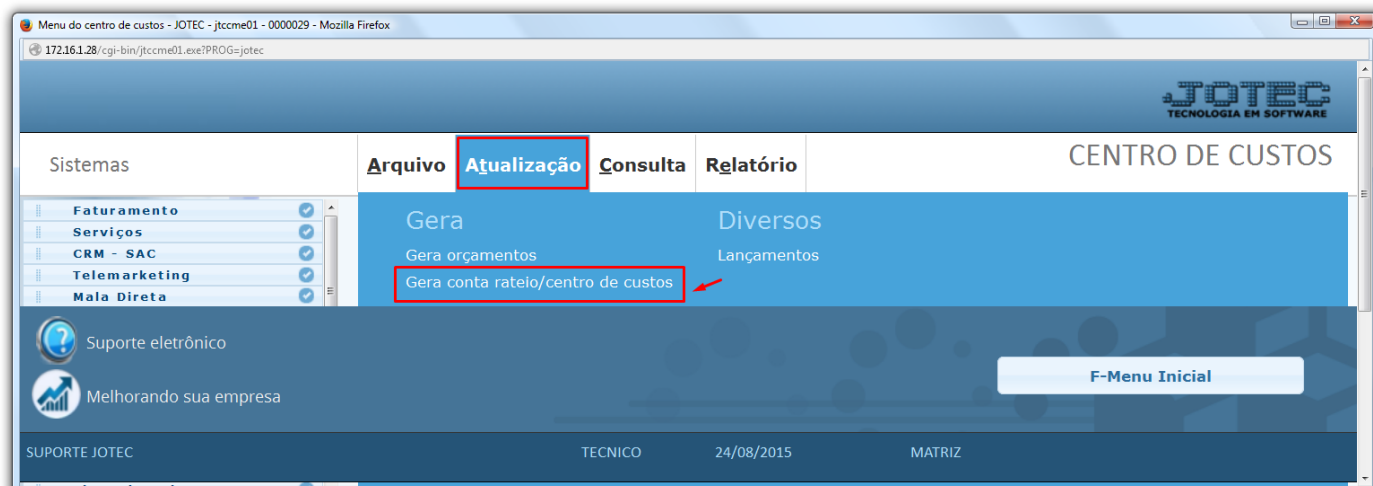 Menu do centro de custos - JOTEC - jtccme01 - 0000029 - Mozilla Firefox
172.16.1.28/cgi-bin/jtccme01.exe?PROG=jotec
JOTEC
TECNOLOGIA EM SOFTWARE
Sistemas
Arquivo Atualização Consulta Relatório
CENTRO DE CUSTOS
Faturamento
Serviços
CRM - SAC
Telemarketing
Mala Direta
Gera
Gera orçamentos
Gera conta rateio/centro de custos
Diversos
Lançamentos
Suporte eletrônico
Melhorando sua empresa
F-Menu Inicial
SUPORTE JOTEC TECNICO 24/08/2015 MATRIZ